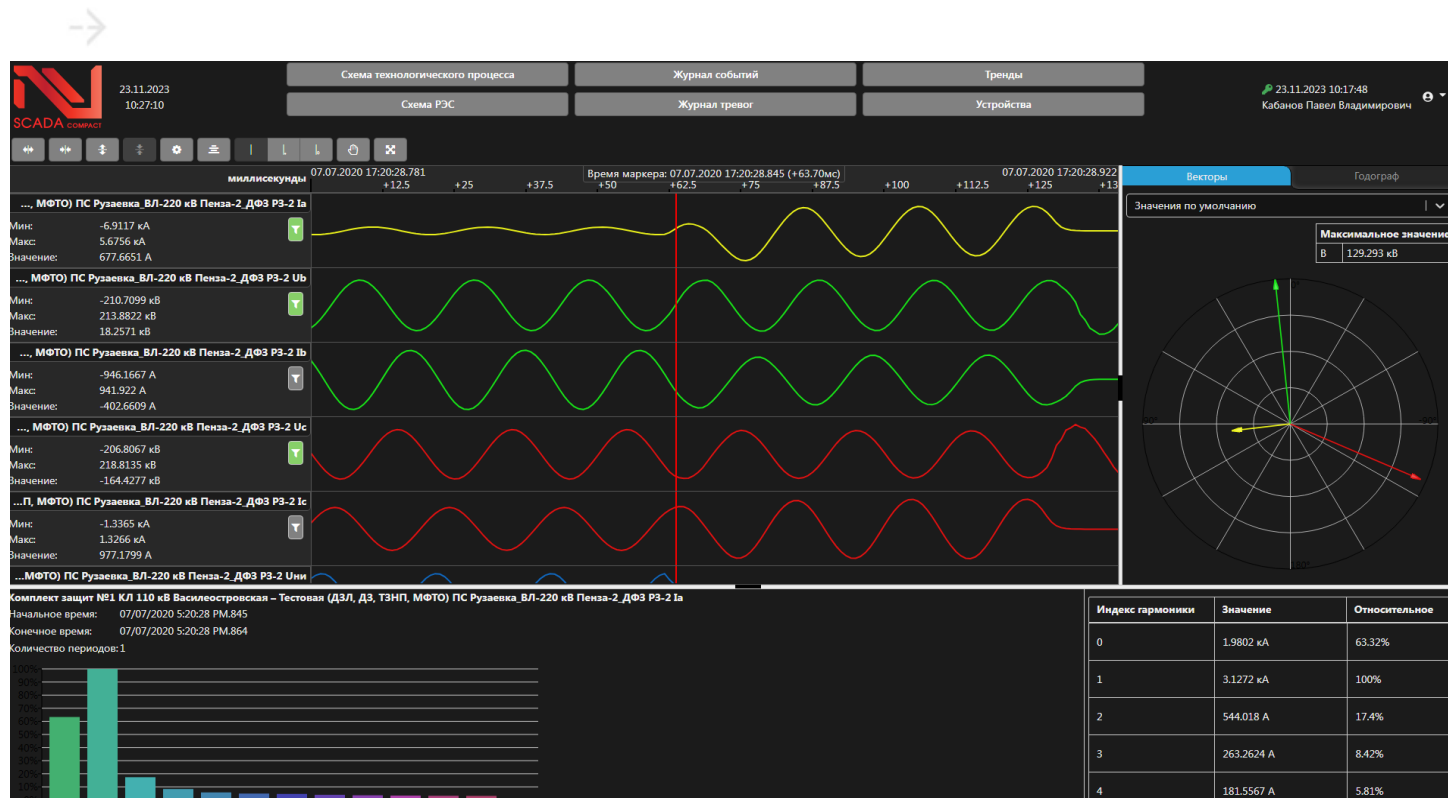 SCADA COMPACT
23.11.2023
10:27:10
Схема технологического процесса
Журнал событий
Тренды
Схема РЭС
Журнал тревог
Устройства
23.11.2023 10:17:48
Кабанов Павел Владимирович
миллисекунды
07.07.2020 17:20:28.781
Время маркера: 07.07.2020 17:20:28.845 (+63.70мс)
07.07.2020 17:20:28.922
+12.5 +25 +37.5 +50 +62.5 +75 +87.5 +100 +112.5 +125 +13
Векторы
Годограф
Значения по умолчанию
Максимальное значение
В 129.293 кВ
0°
-90°
180°
..., МФТО) ПС Рузаевка_ВЛ-220 кВ Пенза-2_ДФЗ РЗ-2 Ia
Мин: -6.9117 кА
Макс: 5.6756 кА
Значение: 677.6651 А
..., МФТО) ПС Рузаевка_ВЛ-220 кВ Пенза-2_ДФЗ РЗ-2 Ub
Мин: -210.7099 кВ
Макс: 213.8822 кВ
Значение: 18.2571 кВ
..., МФТО) ПС Рузаевка_ВЛ-220 кВ Пенза-2_ДФЗ РЗ-2 Ib
Мин: -946.1667 А
Макс: 941.922 А
Значение: -402.6609 А
..., МФТО) ПС Рузаевка_ВЛ-220 кВ Пенза-2_ДФЗ РЗ-2 Uc
Мин: -206.8067 кВ
Макс: 218.8135 кВ
Значение: -164.4277 кВ
...П, МФТО) ПС Рузаевка_ВЛ-220 кВ Пенза-2_ДФЗ РЗ-2 Ic
Мин: -1.3365 кА
Макс: 1.3266 кА
Значение: 977.1799 А
...МФТО) ПС Рузаевка_ВЛ-220 кВ Пенза-2_ДФЗ РЗ-2 Uни
Комплект защит №1 КЛ 110 кВ Василеостровская – Тестовая (ДЗЛ, ДЗ, ТЗНП, МФТО) ПС Рузаевка_ВЛ-220 кВ Пенза-2_ДФЗ РЗ-2 Ia
Начальное время: 07/07/2020 5:20:28 PM.845
Конечное время: 07/07/2020 5:20:28 PM.864
Количество периодов: 1
100%
90%
80%
70%
60%
50%
40%
30%
20%
10%
Индекс гармоники Значение Относительное
0 1.9802 кА 63.32%
1 3.1272 кА 100%
2 544.018 А 17.4%
3 263.2624 А 8.42%
4 181.5567 А 5.81%